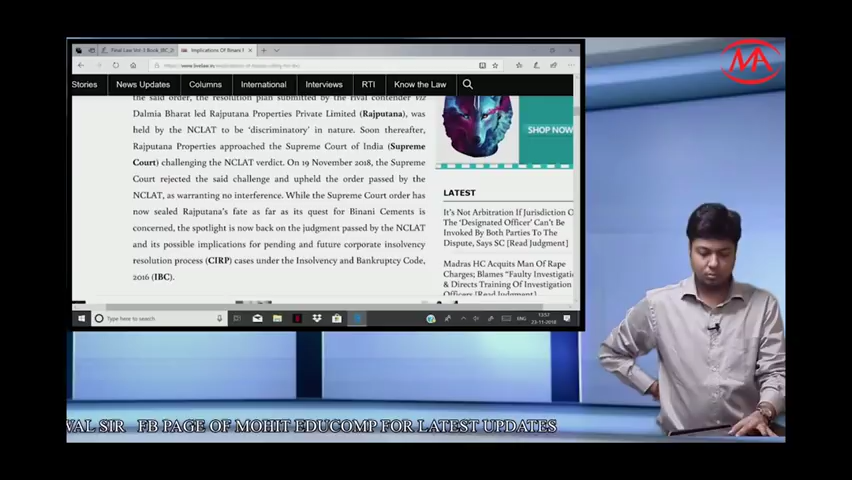 Final Law Vol-3 Book_IBC_2
Implications Of Binani
Stories News Updates Columns International Interviews RTI Know the Law
the said order, the resolution plan submitted by the rival contender viz
Dalmia Bharat led Rajputana Properties Private Limited (Rajputana), was
held by the NCLAT to be 'discriminatory' in nature. Soon thereafter,
Rajputana Properties approached the Supreme Court of India (Supreme
Court) challenging the NCLAT verdict. On 19 November 2018, the Supreme
Court rejected the said challenge and upheld the order passed by the
NCLAT, as warranting no interference. While the Supreme Court order has
now sealed Rajputana's fate as far as its quest for Binani Cements is
concerned, the spotlight is now back on the judgment passed by the NCLAT
and its possible implications for pending and future corporate insolvency
resolution process (CIRP) cases under the Insolvency and Bankruptcy Code,
2016 (IBC).
SHOP NOW
LATEST
It's Not Arbitration If Jurisdiction O
The 'Designated Officer' Can't Be
Invoked By Both Parties To The
Dispute, Says SC [Read Judgment]
Madras HC Acquits Man Of Rape
Charges; Blames "Faulty Investigati
& Directs Training Of Investigation
Officers [Read Judgment]
Type here to search
ENG
13:57
23-11-2018
MA
WAL SIR FB PAGE OF MOHIT EDUCOMP FOR LATEST UPDATES